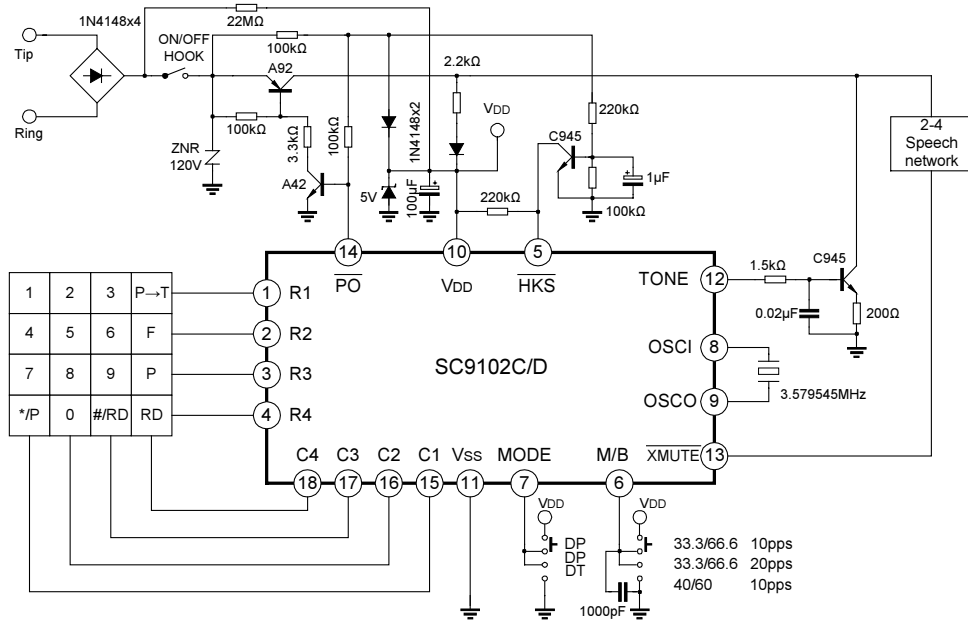 1N4148x4
22MΩ
Tip
ON/OFF
HOOK
100kΩ
A92
2.2kΩ
VDD
Ring
100kΩ
3.3kΩ
100kΩ
1N4148x2
C945
220kΩ
2-4
Speech
network
ZNR
120V
A42
5V
100µF
+
220kΩ
+
1µF
100kΩ
14
10
5
PO
VDD
HKS
TONE
12
1.5kΩ
C945
0.02µF
200Ω
1 2 3 P→T
4 5 6 F
7 8 9 P
*/P 0 #/RD RD
1 R1
2 R2
3 R3
4 R4
SC9102C/D
OSCI 8
OSCO 9
3.579545MHz
XMUTE 13
C4 C3 C2 C1 VSS MODE M/B
18 17 16 15 11 7 6
VDD
DP
DP
DT
VDD
33.3/66.6 10pps
33.3/66.6 20pps
40/60 10pps
1000pF